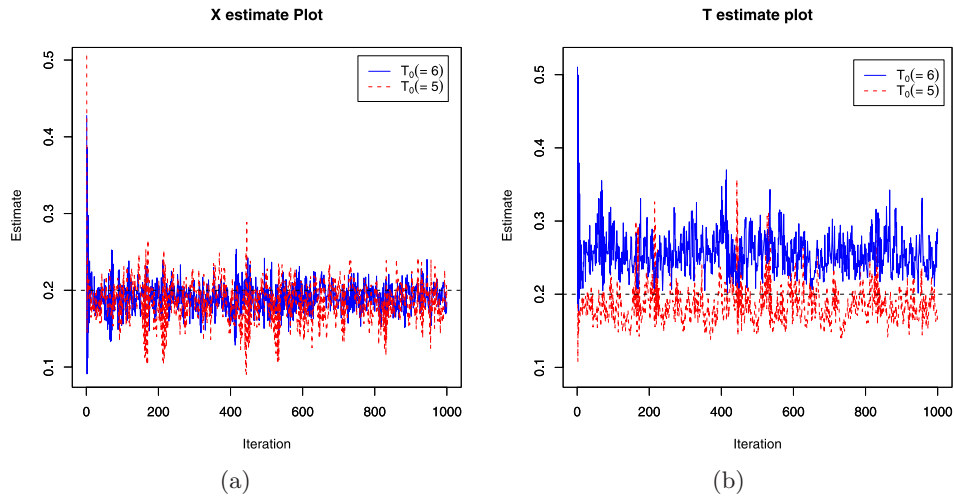 X estimate Plot
Estimate
0.5
0.4
0.3
0.2
0.1
T₀(= 6)
T₀(= 5)
0 200 400 600 800 1000
Iteration
(a)
T estimate plot
Estimate
0.5
0.4
0.3
0.2
0.1
T₀(= 6)
T₀(= 5)
0 200 400 600 800 1000
Iteration
(b)